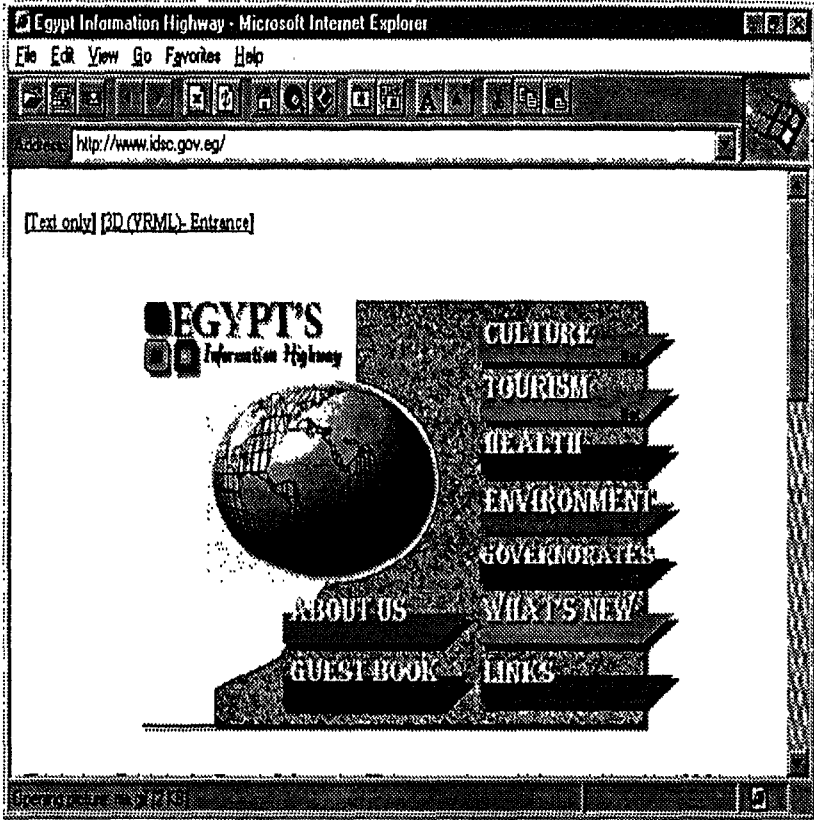 Egypt Information Highway - Microsoft Internet Explorer
File Edit View Go Favorites Help
Address: http://www.idsc.gov.eg/
[Text only] [3D (VRML)- Entrance]
EGYPT'S
Information Highway
CULTURE
TOURISM
HEALTH
ENVIRONMENT
GOVERNORATES
ABOUT US WHAT'S NEW
GUEST BOOK LINKS
Opening picture: